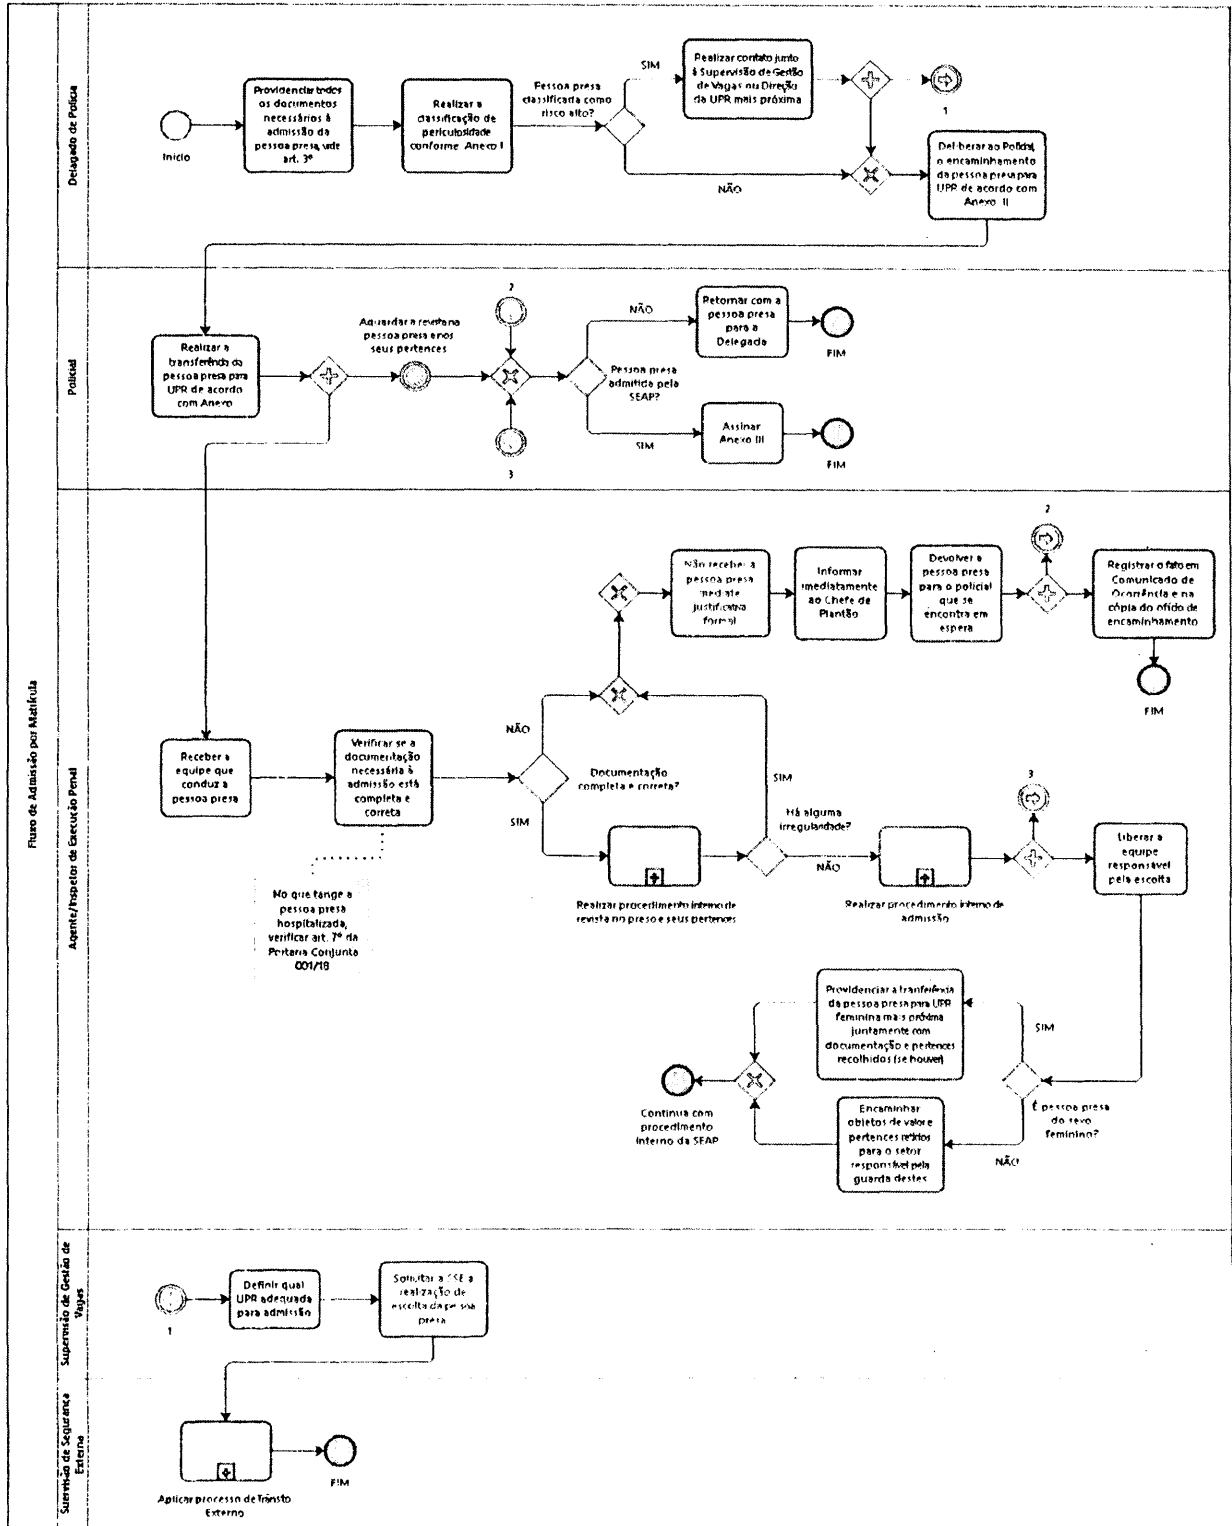 Fluxo de Admissão por Matrícula
Delagado de Polícia
Início
Providenciar todos
os documentos
necessários à
admissão da
pessoa presa, vide
art. 3º
Realizar a
classificação de
periculosidade
conforme Anexo I
Pessoa presa
classificada como
risco alto?
SIM
NÃO
Realizar contato junto
à Supervisão de Gestão
de Vagas ou Direção
da UPR mais próxima
1
Deliberar ao Policial,
o encaminhamento
da pessoa presa para
UPR de acordo com
Anexo II
Policial
Realizar a
transferência da
pessoa presa para
UPR de acordo
com Anexo
Aguardar a revista na
pessoa presa e nos
seus pertences
2
3
NÃO
Pessoa presa
admitida pela
SEAP?
SIM
Retornar com a
pessoa presa
para a
Delegada
FIM
Assinar
Anexo III
FIM
Agente/Inspetor de Execução Penal
Receber a
equipe que
conduz a
pessoa presa
Verificar se a
documentação
necessária à
admissão está
completa e
correta
No que tange a
pessoa presa
hospitalizada,
verificar art. 7º da
Portaria Conjunta
001/18
NÃO
Documentação
completa e correta?
SIM
Não receber a
pessoa presa
mediate
justificativa
formal
Informar
imediatamente
ao Chefe de
Plantão
Devolver a
pessoa presa
para o policial
que se
encontra em
espera
2
Registrar o fato em
Comunicado de
Ocorrência e na
cópia do ofício de
encaminhamento
FIM
Realizar procedimento interno de
revista no preso e seus pertences
SIM
Há alguma
irregularidade?
NÃO
Realizar procedimento interno de
admissão
3
Liberar a
equipe
responsável
pela escolta
Providenciar a tranferência
da pessoa presa para UPR
feminina mais próxima
juntamente com
documentação e pertences
recolhidos (se houver)
SIM
É pessoa presa
do sexo
feminino?
NÃO
Encaminhar
objetos de valor e
pertences retidos
para o setor
responsável pela
guarda destes
Continua com
procedimento
interno da SEAP
Supervisão de Gestão de
Vagas
1
Definir qual
UPR adequada
para admissão
Solicitar a SSE a
realização de
escolta da pessoa
presa
Suervisão de Segurança
Externa
Aplicar processo de Trânsto
Externo
FIM